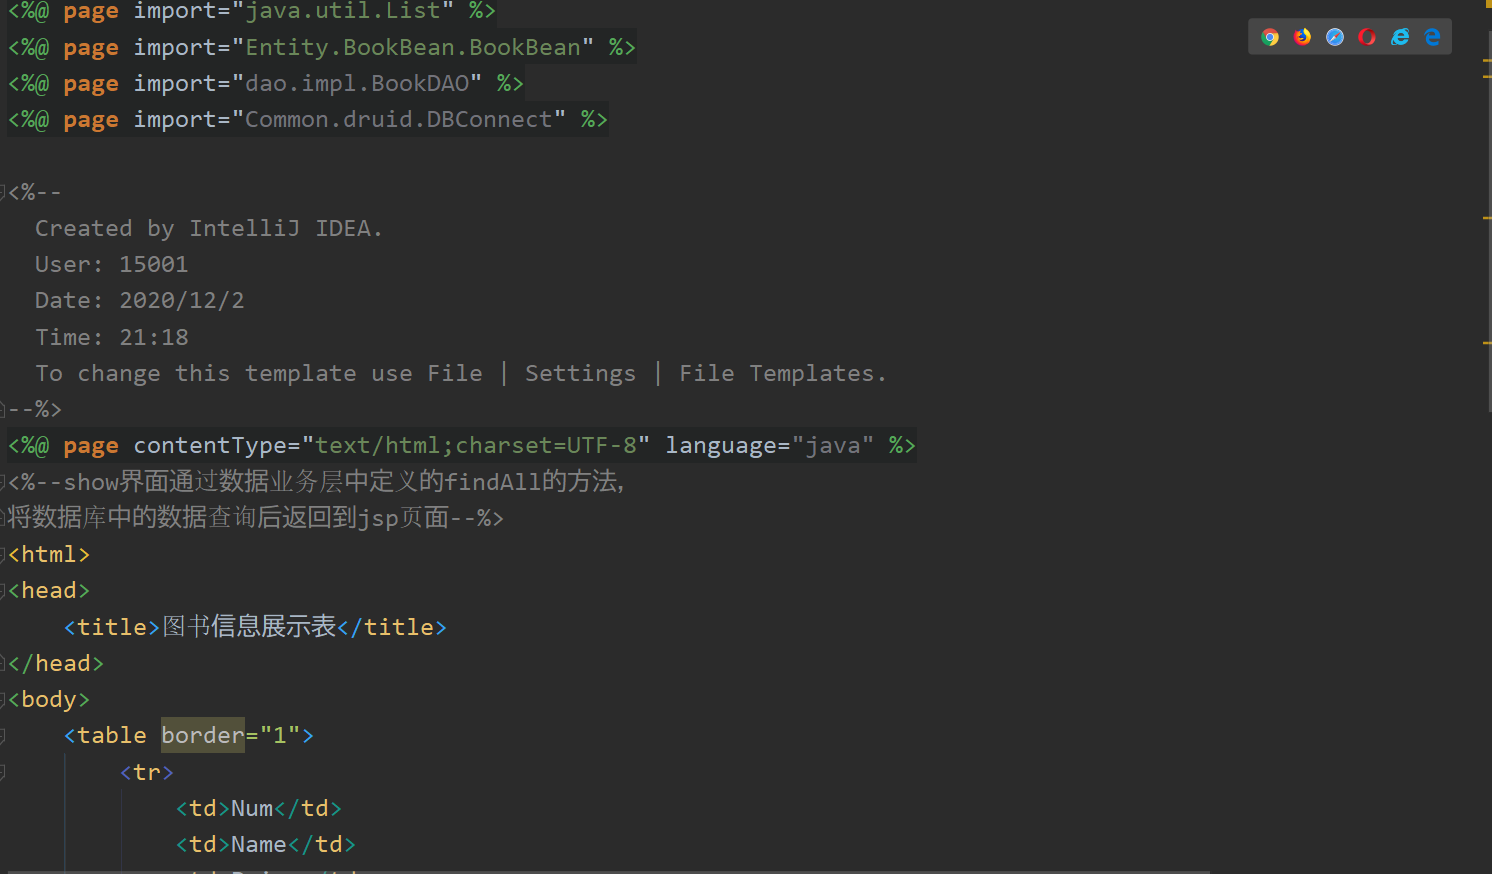 <%@ page import="java.util.List" %>
<%@ page import="Entity.BookBean.BookBean" %>
<%@ page import="dao.impl.BookDAO" %>
<%@ page import="Common.druid.DBConnect" %>
<%--
Created by IntelliJ IDEA.
User: 15001
Date: 2020/12/2
Time: 21:18
To change this template use File | Settings | File Templates.
--%>
<%@ page contentType="text/html;charset=UTF-8" language="java" %>
<%--show界面通过数据业务层中定义的findAll的方法,
将数据库中的数据查询后返回到jsp页面--%>
<html>
<head>
<title>图书信息展示表</title>
</head>
<body>
<table border="1">
<tr>
<td>Num</td>
<td>Name</td>